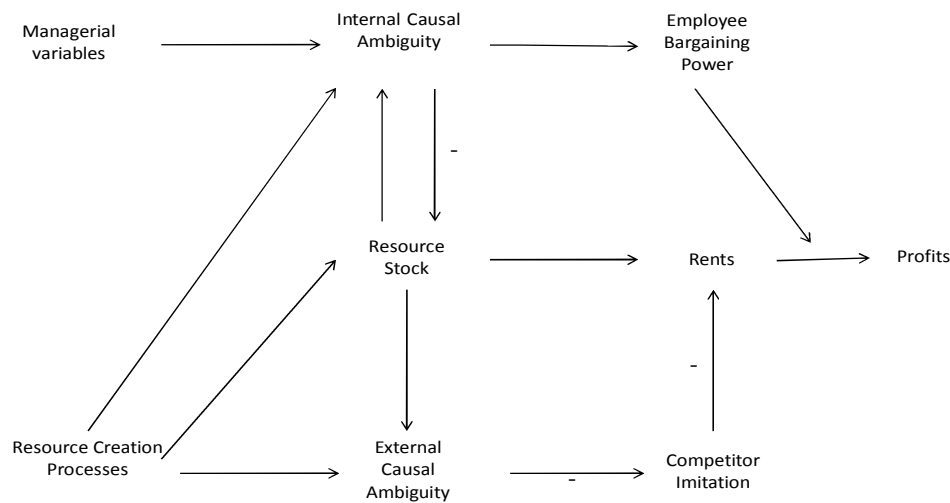 Managerial
variables
Internal Causal
Ambiguity
Employee
Bargaining
Power
-
Resource
Stock
Rents
Profits
-
Resource Creation
Processes
External
Causal
Ambiguity
-
Competitor
Imitation